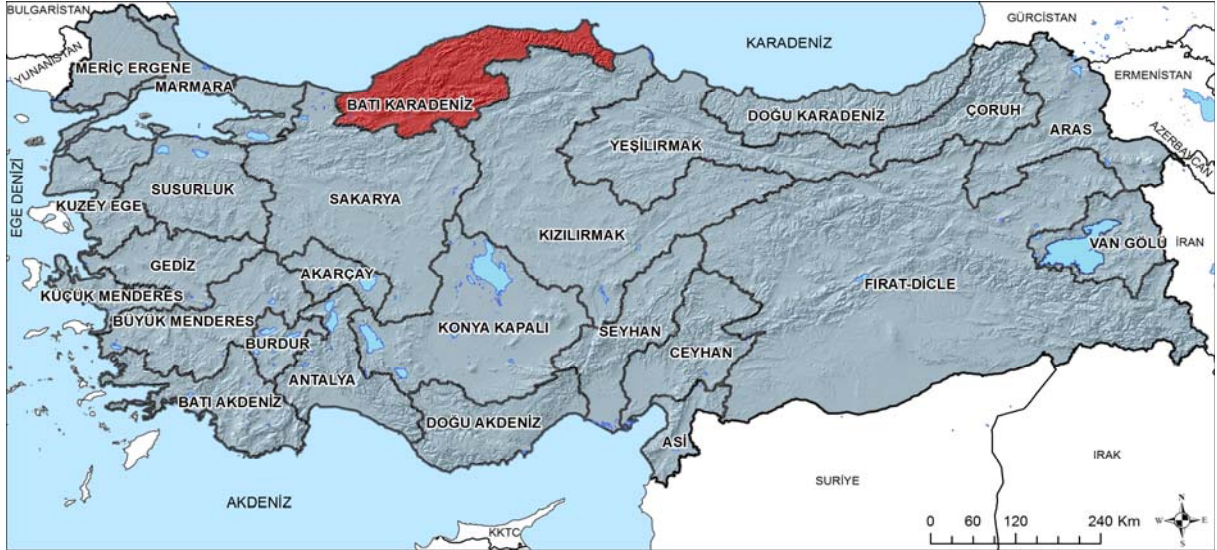 BULGARİSTAN
GÜRCİSTAN
KARADENİZ
YUNANİSTAN
MERİÇ ERGENE
ERMENİSTAN
MARMARA
BATI KARADENİZ
DOĞU KARADENİZ
ÇORUH
ARAS
AZERBAYCAN
YEŞİLIRMAK
EGE DENİZİ
SUSURLUK
SAKARYA
KUZEY EGE
KIZILIRMAK
VAN GÖLÜ
İRAN
GEDİZ
AKARÇAY
FIRAT-DİCLE
KÜÇÜK MENDERES
BÜYÜK MENDERES
KONYA KAPALI
SEYHAN
BURDUR
CEYHAN
ANTALYA
BATI AKDENİZ
DOĞU AKDENİZ
ASİ
IRAK
SURİYE
AKDENİZ
N
W E
S
0 60 120 240 Km
KKTC